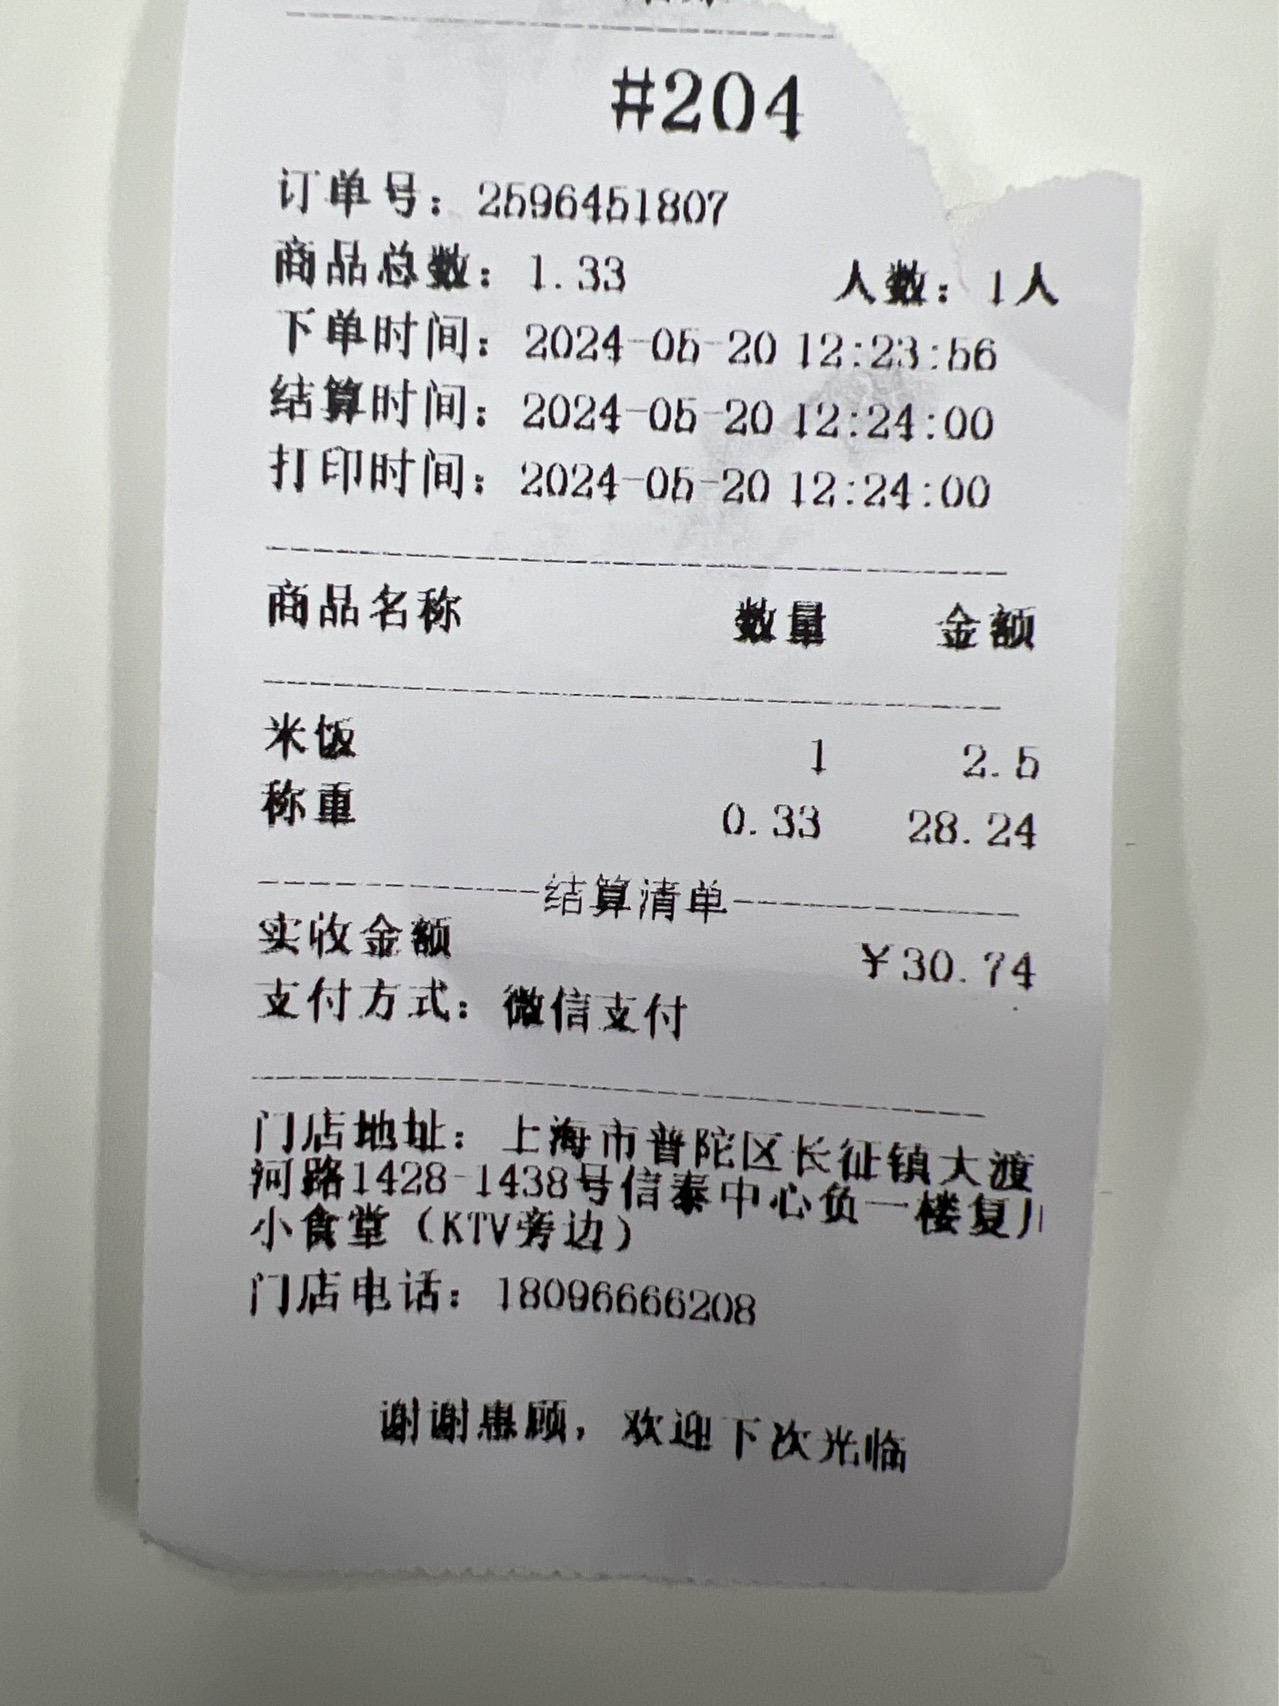 #204
订单号：2596451807
商品总数：1.33 人数：1人
下单时间：2024-05-20 12:23:56
结算时间：2024-05-20 12:24:00
打印时间：2024-05-20 12:24:00
商品名称 数量 金额
米饭 1 2.5
称重 0.33 28.24
结算清单
实收金额 ¥30.74
支付方式：微信支付
门店地址：上海市普陀区长征镇大渡
河路1428-1438号信泰中心负一楼复
小食堂（KTV旁边）
门店电话：18096666208
谢谢惠顾，欢迎下次光临